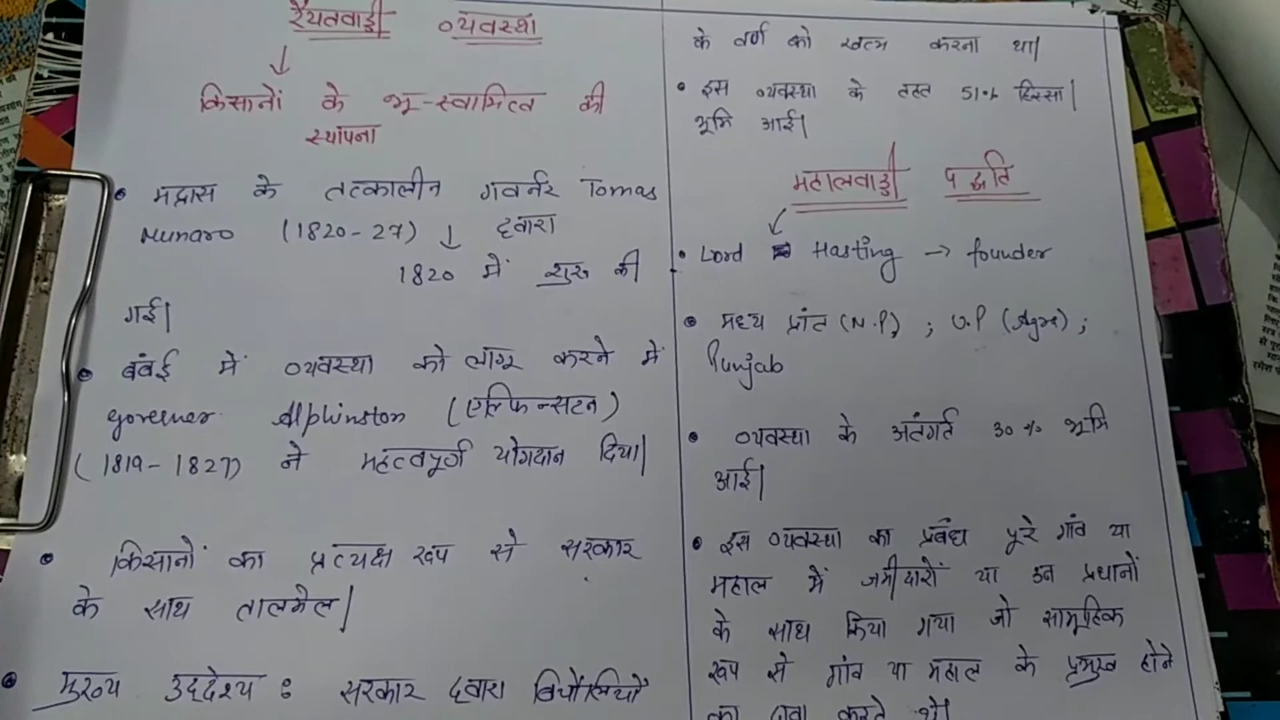 रैयतवाड़ी व्यवस्था
↓
किसानों के भू-स्वामित्व की
स्थापना
• मद्रास के तत्कालीन गवर्नर Tomas
Munaro (1820-27) ↓ द्वारा
1820 में शुरु की
गई|
• बंबई में व्यवस्था को लागू करने में
governer Alphinston (एल्फिन्सटन)
(1819-1827) ने महत्वपूर्ण योगदान दिया|
• किसानों का प्रत्यक्ष रूप से सरकार
के साथ तालमेल|
• मुख्य उद्देश्य : सरकार द्वारा बिचौलियों
के वर्ग को खत्म करना था|
• इस व्यवस्था के तहत 51% हिस्सा|
भूमि आई|
महालवाड़ी पद्धति
↓
• Lord Hasting → founder
• मध्य प्रांत (N.P) ; U.P (Agra) ;
Punjab
• व्यवस्था के अंतर्गत 30% भूमि
आई|
• इस व्यवस्था का प्रबंध पूरे गांव या
महाल में जमीदारों या उन प्रधानों
के साथ किया गया जो सामूहिक
रूप से गांव या महाल के प्रमुख होने
का दावा करते थे|